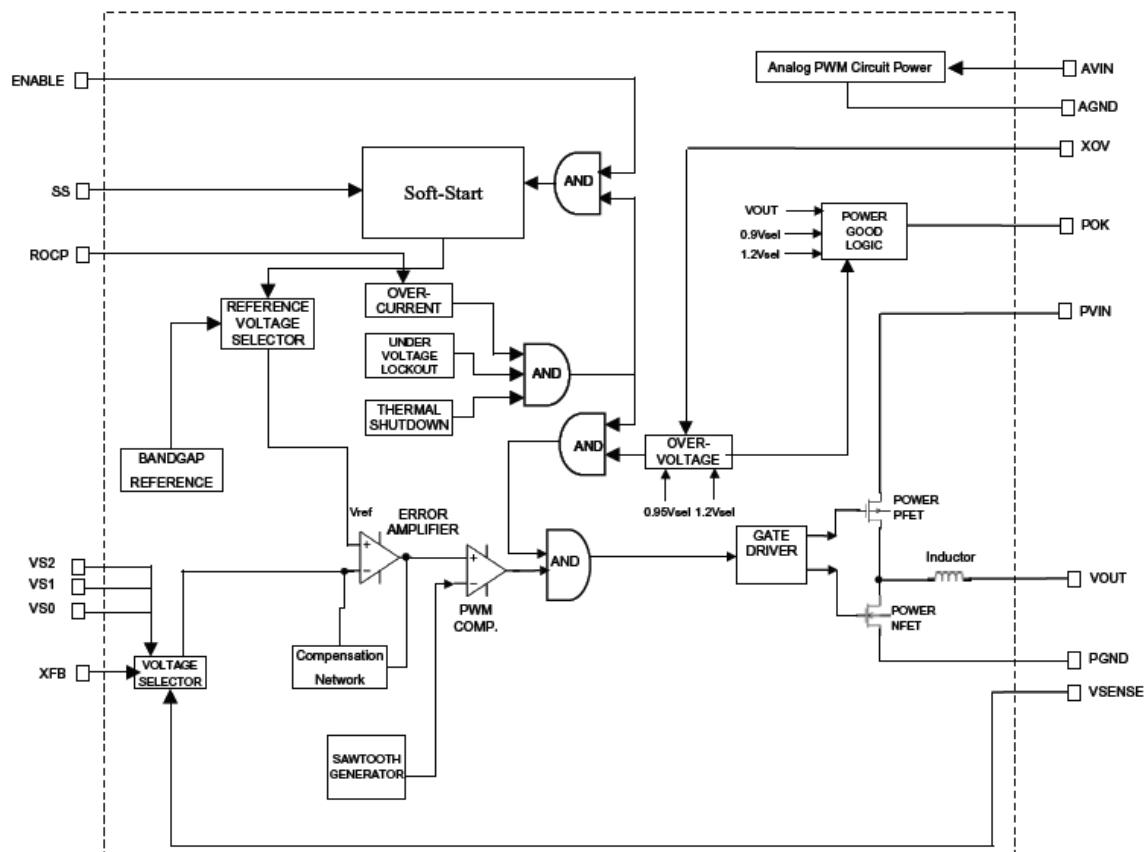 Analog PWM Circuit Power
AVIN
ENABLE
AGND
XOV
AND
SS
Soft-Start
VOUT
0.9Vsel
1.2Vsel
POWER
GOOD
LOGIC
POK
ROCP
OVER-
CURRENT
REFERENCE
VOLTAGE
SELECTOR
PVIN
UNDER
VOLTAGE
LOCKOUT
AND
THERMAL
SHUTDOWN
AND
OVER-
VOLTAGE
BANDGAP
REFERENCE
0.95Vsel 1.2Vsel
POWER
PFET
Vref
ERROR
AMPLIFIER
+
-
+
-
AND
GATE
DRIVER
Inductor
VOUT
VS2
VS1
VS0
PWM
COMP.
POWER
NFET
XFB
VOLTAGE
SELECTOR
Compensation
Network
PGND
VSENSE
SAWTOOTH
GENERATOR